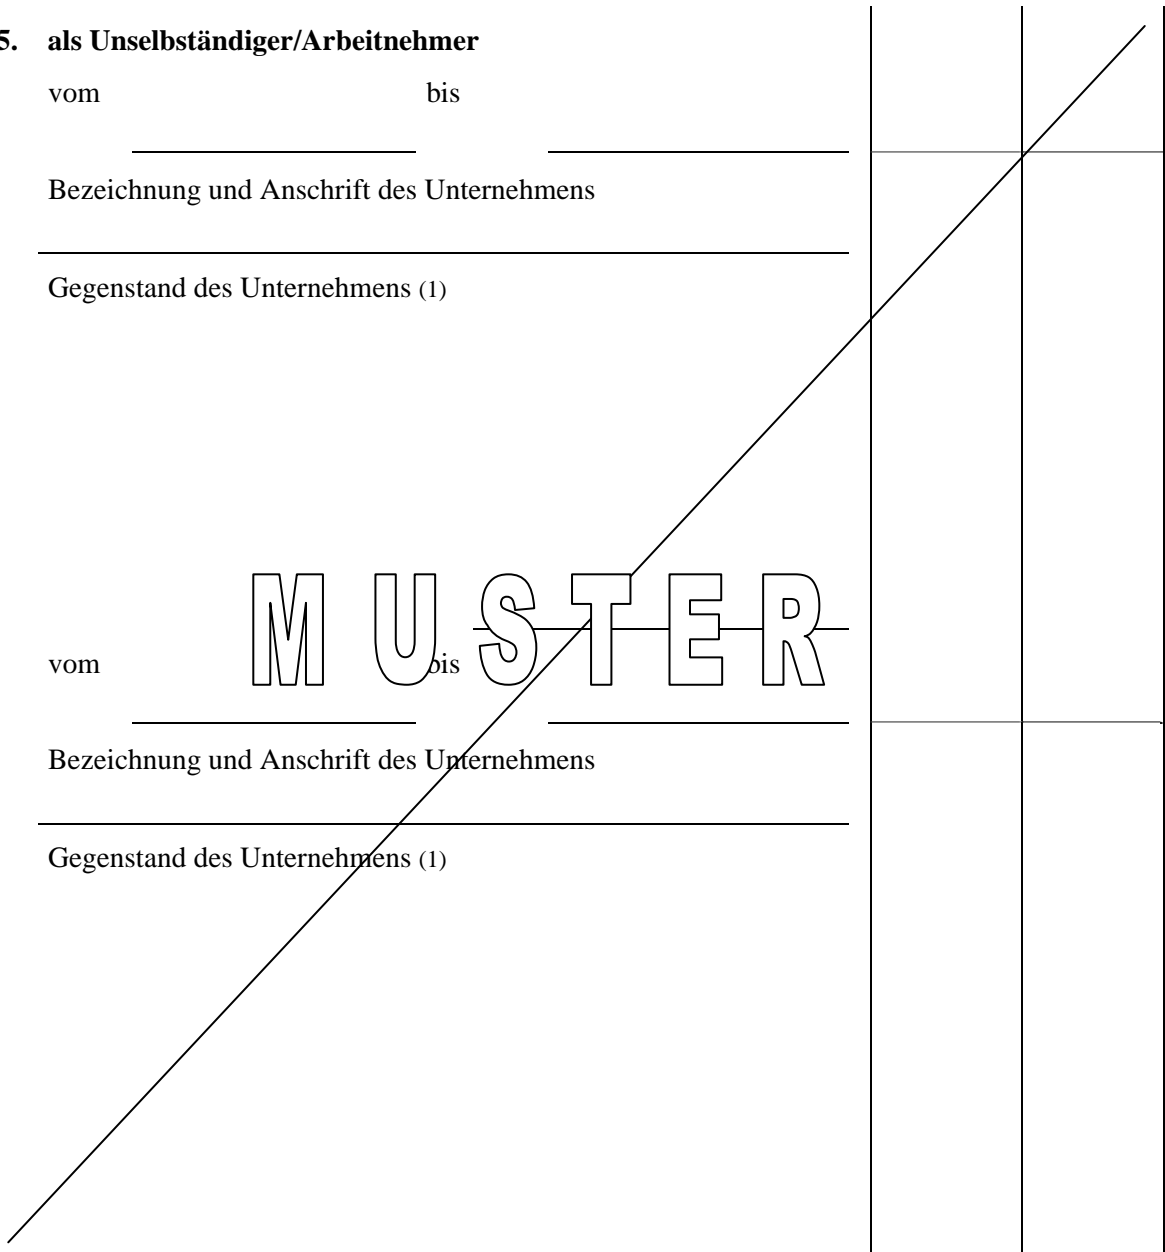 5. als Unselbständiger/Arbeitnehmer
vom bis
Bezeichnung und Anschrift des Unternehmens
Gegenstand des Unternehmens (1)
M U S T E R
vom bis
Bezeichnung und Anschrift des Unternehmens
Gegenstand des Unternehmens (1)